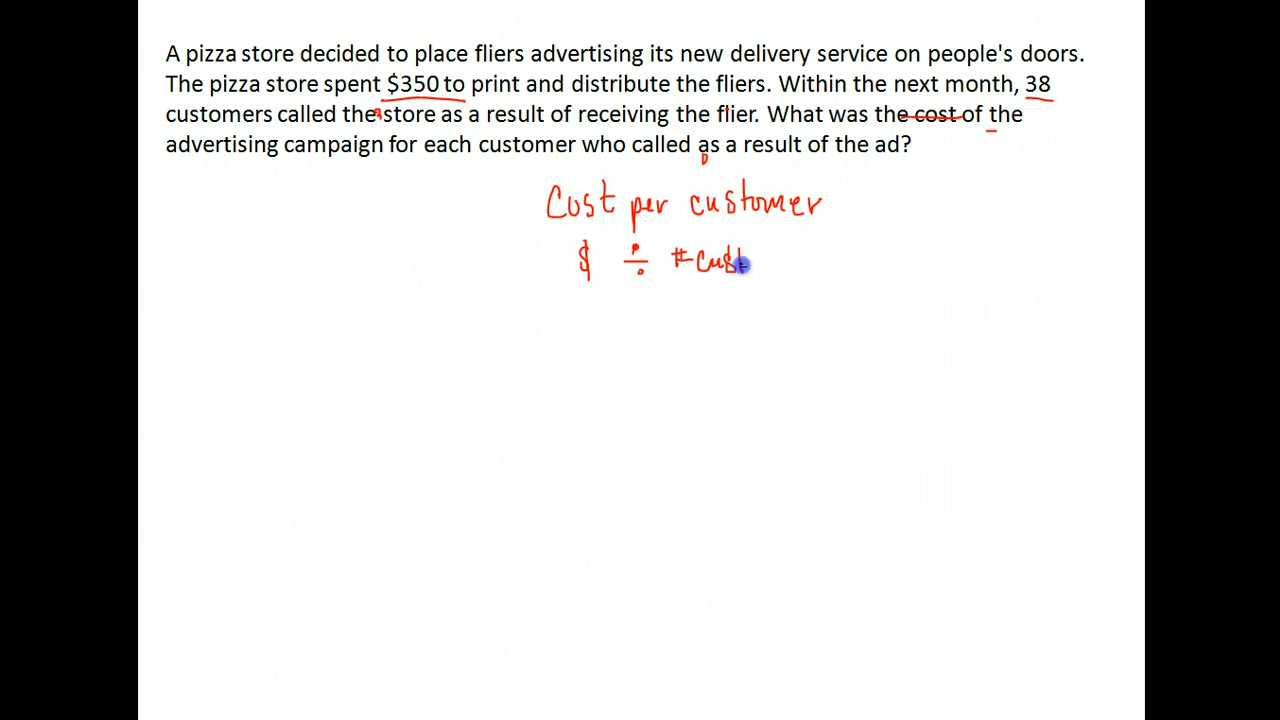 A pizza store decided to place fliers advertising its new delivery service on people's doors.
The pizza store spent $350 to print and distribute the fliers. Within the next month, 38
customers called the store as a result of receiving the flier. What was the cost of the
advertising campaign for each customer who called as a result of the ad?
Cost per customer
$ ÷ #cust